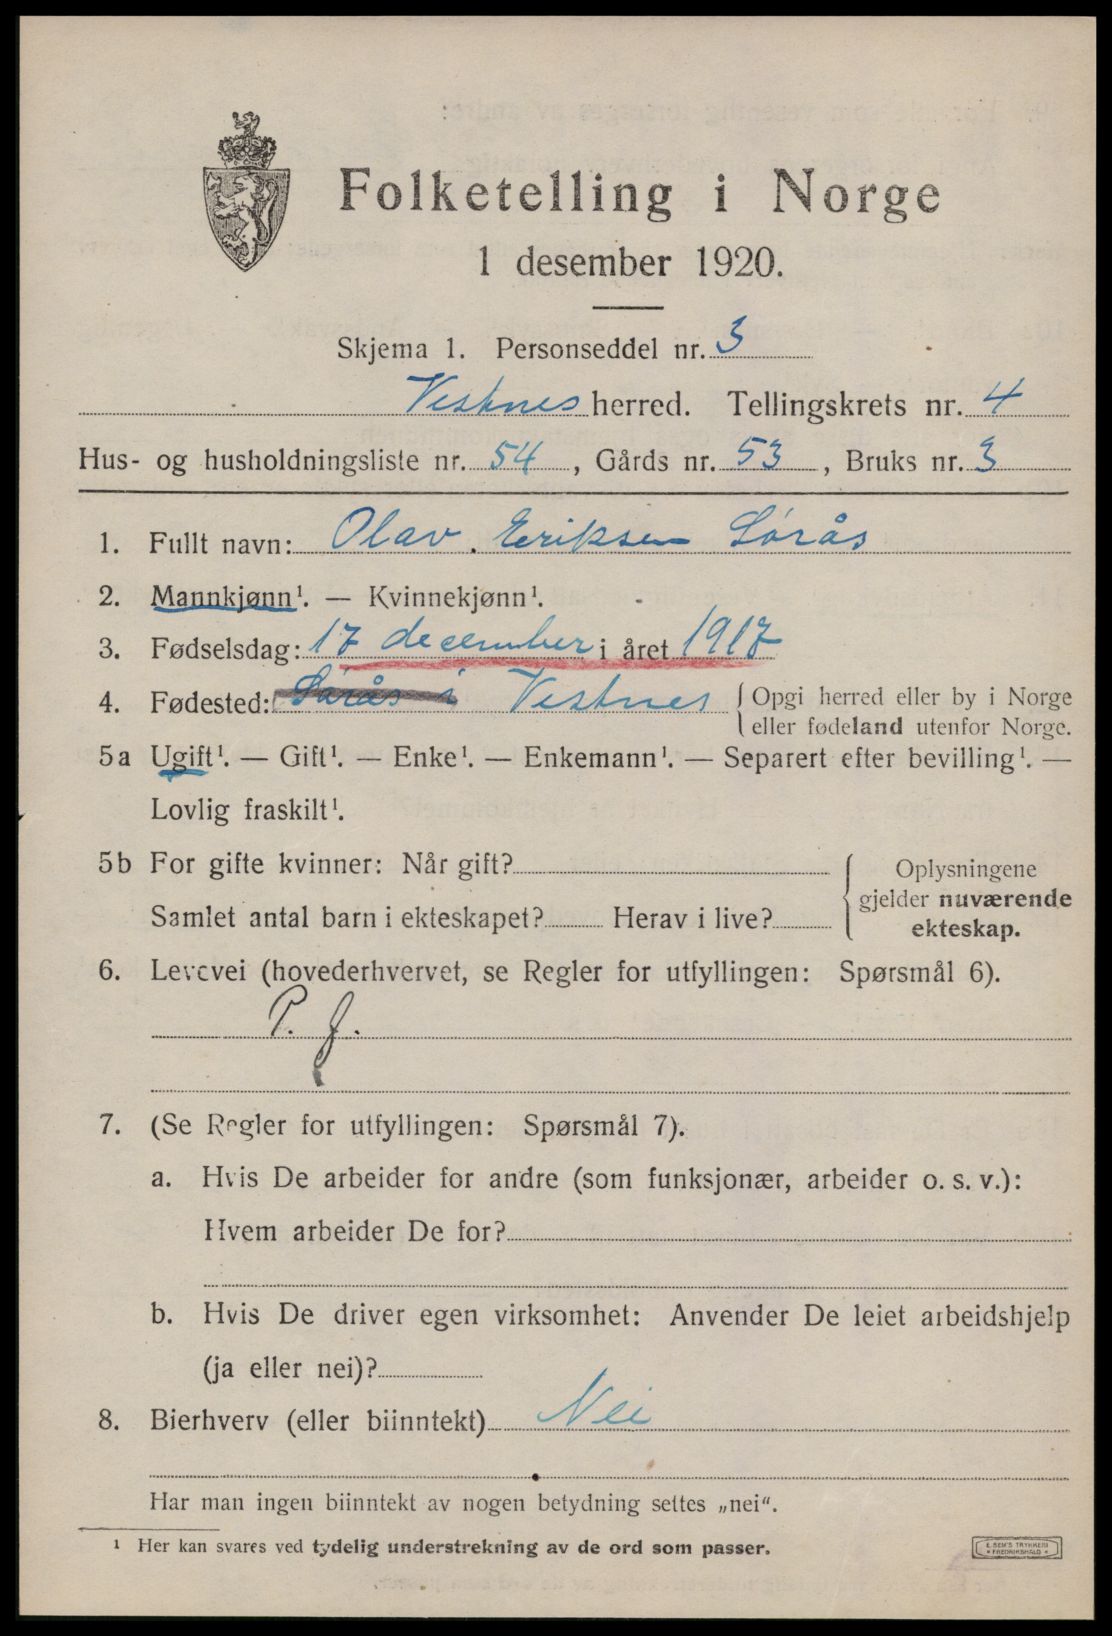 Folketelling i Norge
1 desember 1920.
Skjema 1. Personseddel nr. 3
Vestnes herred. Tellingskrets nr. 4
Hus- og husholdningsliste nr. 54, Gårds nr. 53, Bruks nr. 3
1. Fullt navn: Olav. Eriksen Sørås
2. Mannkjønn¹. — Kvinnekjønn¹.
3. Fødselsdag: 17 december i året 1917
4. Fødested: Sørås i Vestnes { Opgi herred eller by i Norge
eller fødeland utenfor Norge.
5a Ugift¹. — Gift¹. — Enke¹. — Enkemann¹. — Separert efter bevilling¹. —
Lovlig fraskilt¹.
5b For gifte kvinner: Når gift?
Samlet antal barn i ekteskapet? Herav i live?
{ Oplysningene
gjelder nuværende
ekteskap.
6. Levevei (hovederhvervet, se Regler for utfyllingen: Spørsmål 6).
P. f.
7. (Se Regler for utfyllingen: Spørsmål 7).
a. Hvis De arbeider for andre (som funksjonær, arbeider o. s. v.):
Hvem arbeider De for?
b. Hvis De driver egen virksomhet: Anvender De leiet arbeidshjelp
(ja eller nei)?
8. Bierhverv (eller biinntekt) Nei
Har man ingen biinntekt av nogen betydning settes „nei“.
¹ Her kan svares ved tydelig understrekning av de ord som passer.
E. SEM'S TRYKKERI
• FREDRIKSHALD •